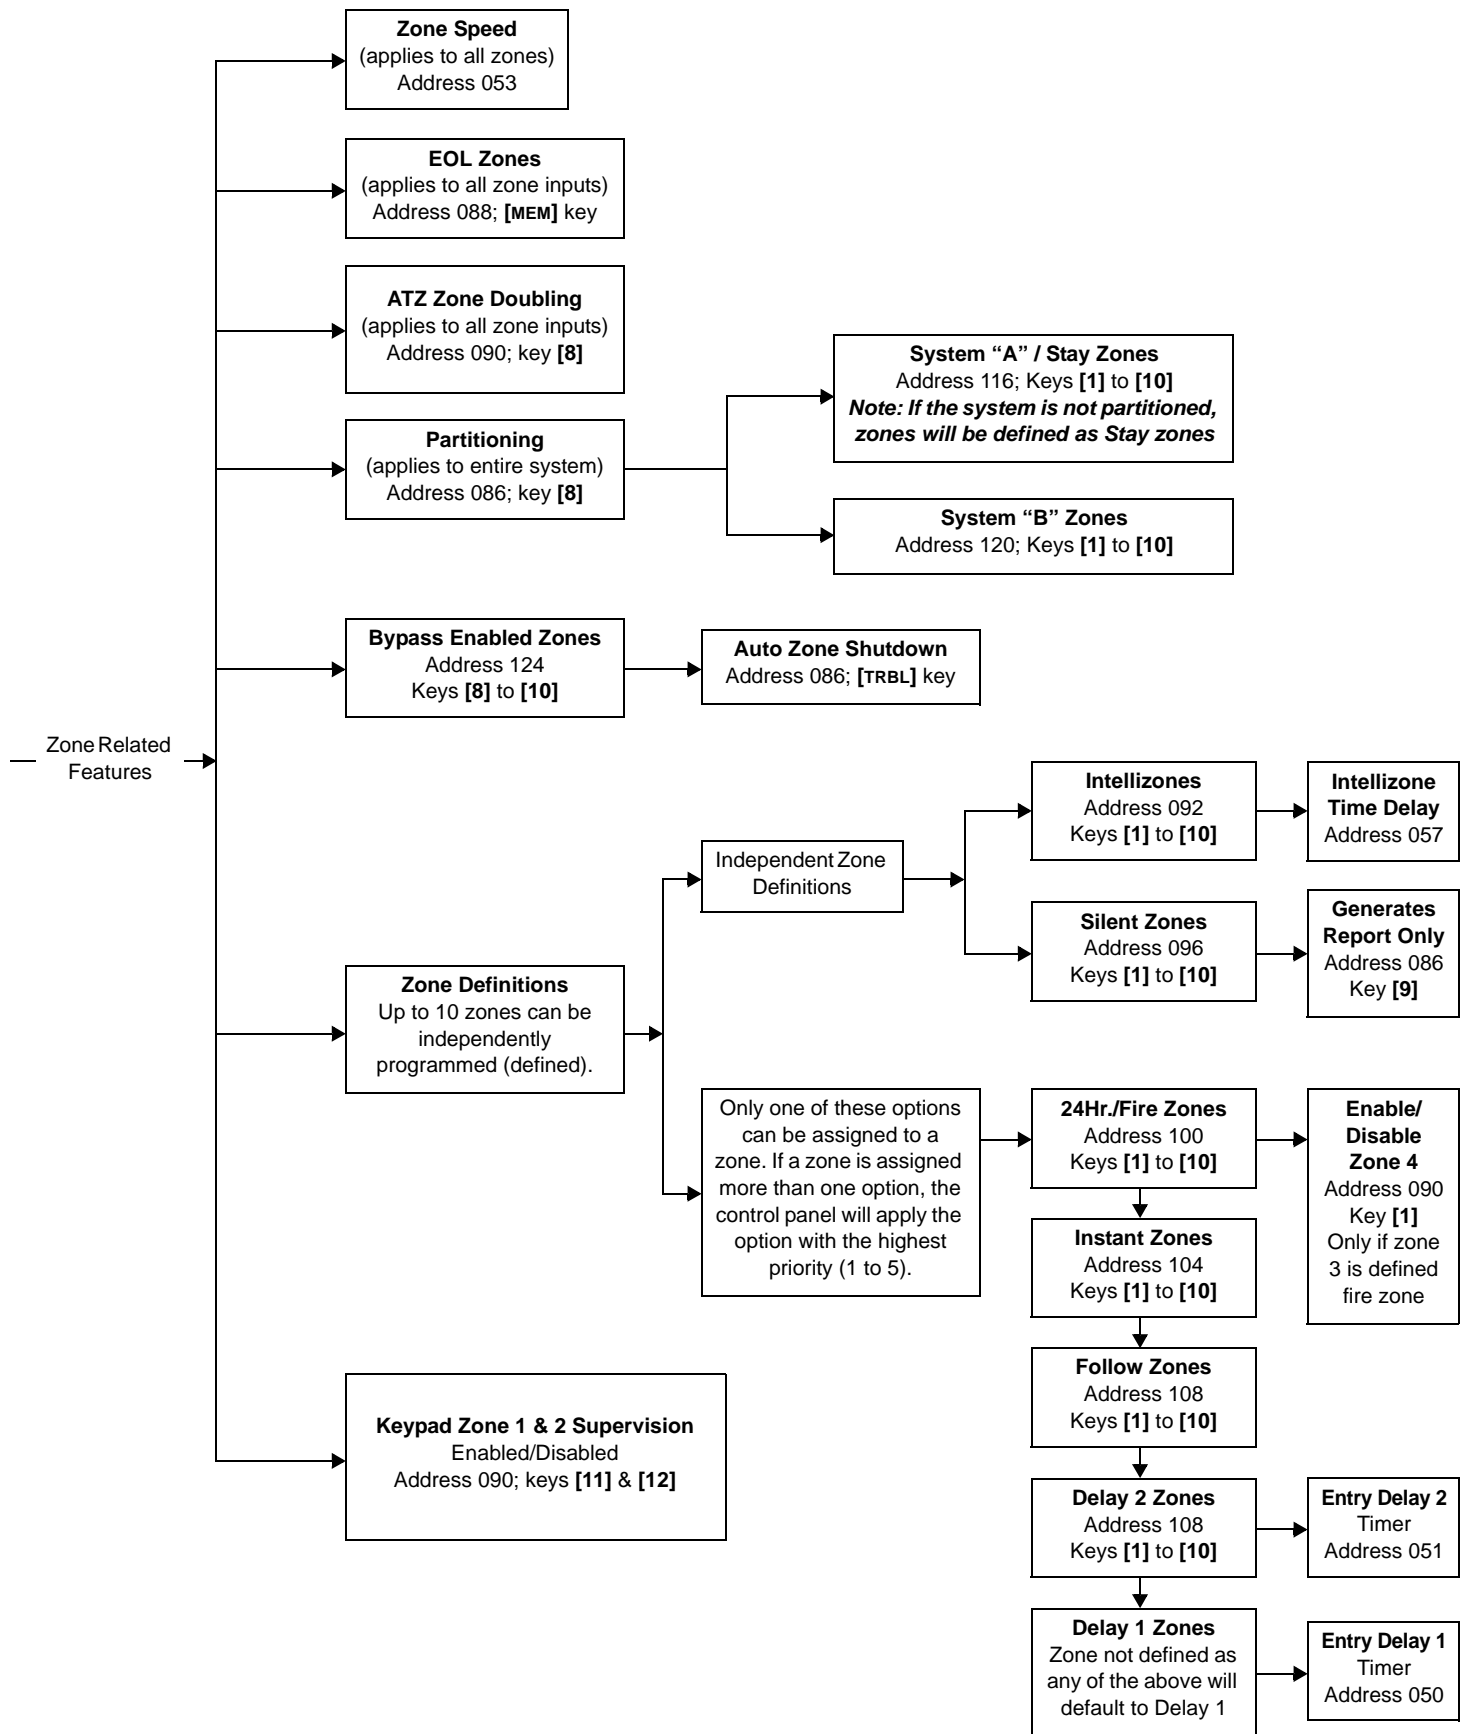 Zone Speed
(applies to all zones)
Address 053
EOL Zones
(applies to all zone inputs)
Address 088; [MEM] key
ATZ Zone Doubling
(applies to all zone inputs)
Address 090; key [8]
Partitioning
(applies to entire system)
Address 086; key [8]
System “A” / Stay Zones
Address 116; Keys [1] to [10]
Note: If the system is not partitioned,
zones will be defined as Stay zones
System “B” Zones
Address 120; Keys [1] to [10]
Bypass Enabled Zones
Address 124
Keys [8] to [10]
Auto Zone Shutdown
Address 086; [TRBL] key
Zone Related
Features
Zone Definitions
Up to 10 zones can be
independently
programmed (defined).
Independent Zone
Definitions
Intellizones
Address 092
Keys [1] to [10]
Intellizone
Time Delay
Address 057
Silent Zones
Address 096
Keys [1] to [10]
Generates
Report Only
Address 086
Key [9]
Only one of these options
can be assigned to a
zone. If a zone is assigned
more than one option, the
control panel will apply the
option with the highest
priority (1 to 5).
24Hr./Fire Zones
Address 100
Keys [1] to [10]
Enable/
Disable
Zone 4
Address 090
Key [1]
Only if zone
3 is defined
fire zone
Instant Zones
Address 104
Keys [1] to [10]
Follow Zones
Address 108
Keys [1] to [10]
Delay 2 Zones
Address 108
Keys [1] to [10]
Entry Delay 2
Timer
Address 051
Delay 1 Zones
Zone not defined as
any of the above will
default to Delay 1
Entry Delay 1
Timer
Address 050
Keypad Zone 1 & 2 Supervision
Enabled/Disabled
Address 090; keys [11] & [12]